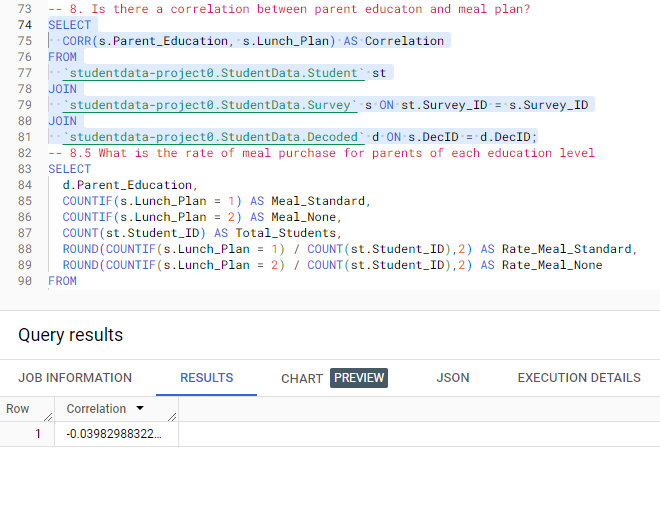 73 -- 8. Is there a correlation between parent educaton and meal plan?
74 SELECT
75 CORR(s.Parent_Education, s.Lunch_Plan) AS Correlation
76 FROM
77 `studentdata-project0.StudentData.Student` st
78 JOIN
79 `studentdata-project0.StudentData.Survey` s ON st.Survey_ID = s.Survey_ID
80 JOIN
81 `studentdata-project0.StudentData.Decoded` d ON s.DecID = d.DecID;
82 -- 8.5 What is the rate of meal purchase for parents of each education level
83 SELECT
84 d.Parent_Education,
85 COUNTIF(s.Lunch_Plan = 1) AS Meal_Standard,
86 COUNTIF(s.Lunch_Plan = 2) AS Meal_None,
87 COUNT(st.Student_ID) AS Total_Students,
88 ROUND(COUNTIF(s.Lunch_Plan = 1) / COUNT(st.Student_ID),2) AS Rate_Meal_Standard,
89 ROUND(COUNTIF(s.Lunch_Plan = 2) / COUNT(st.Student_ID),2) AS Rate_Meal_None
90 FROM
Query results
JOB INFORMATION RESULTS CHART PREVIEW JSON EXECUTION DETAILS
Row Correlation
1 -0.03982988322...